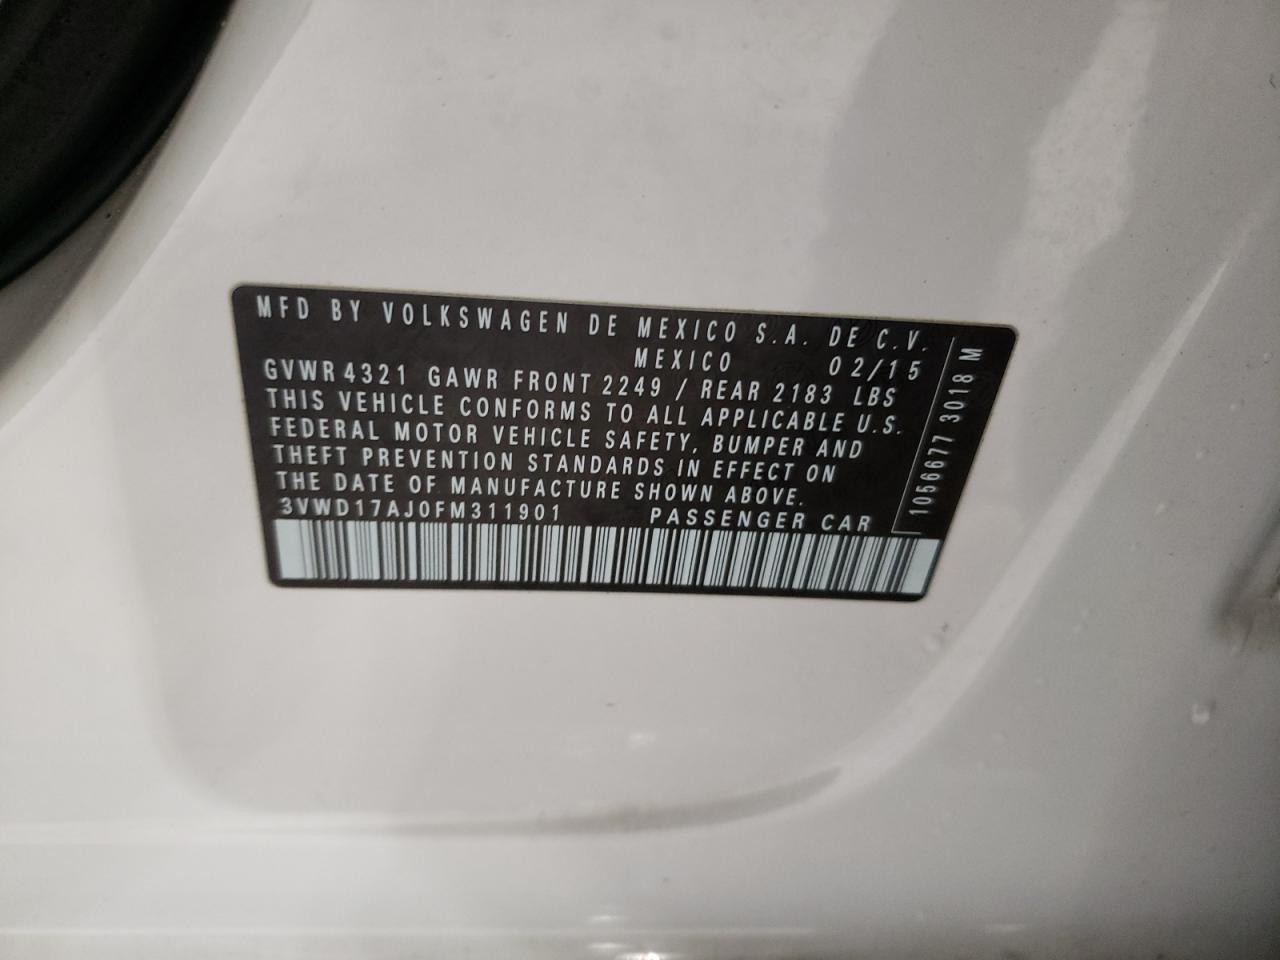 MFD BY VOLKSWAGEN DE MEXICO S.A. DE C.V.
MEXICO 02/15
GVWR 4321 GAWR FRONT 2249 / REAR 2183 LBS
THIS VEHICLE CONFORMS TO ALL APPLICABLE U.S.
FEDERAL MOTOR VEHICLE SAFETY, BUMPER AND
THEFT PREVENTION STANDARDS IN EFFECT ON
THE DATE OF MANUFACTURE SHOWN ABOVE.
3VWD17AJ0FM311901 PASSENGER CAR
1056677 3018 M